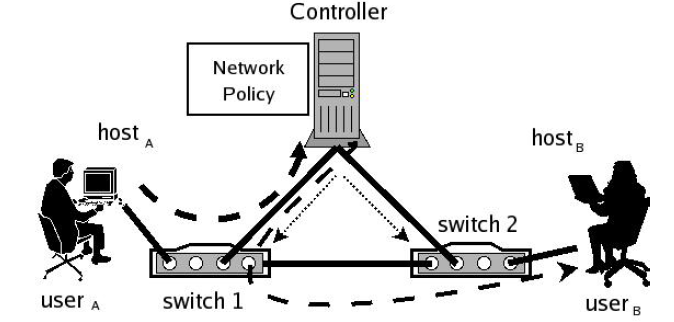 Controller
Network
Policy
host A
host B
switch 2
user A
switch 1
user B